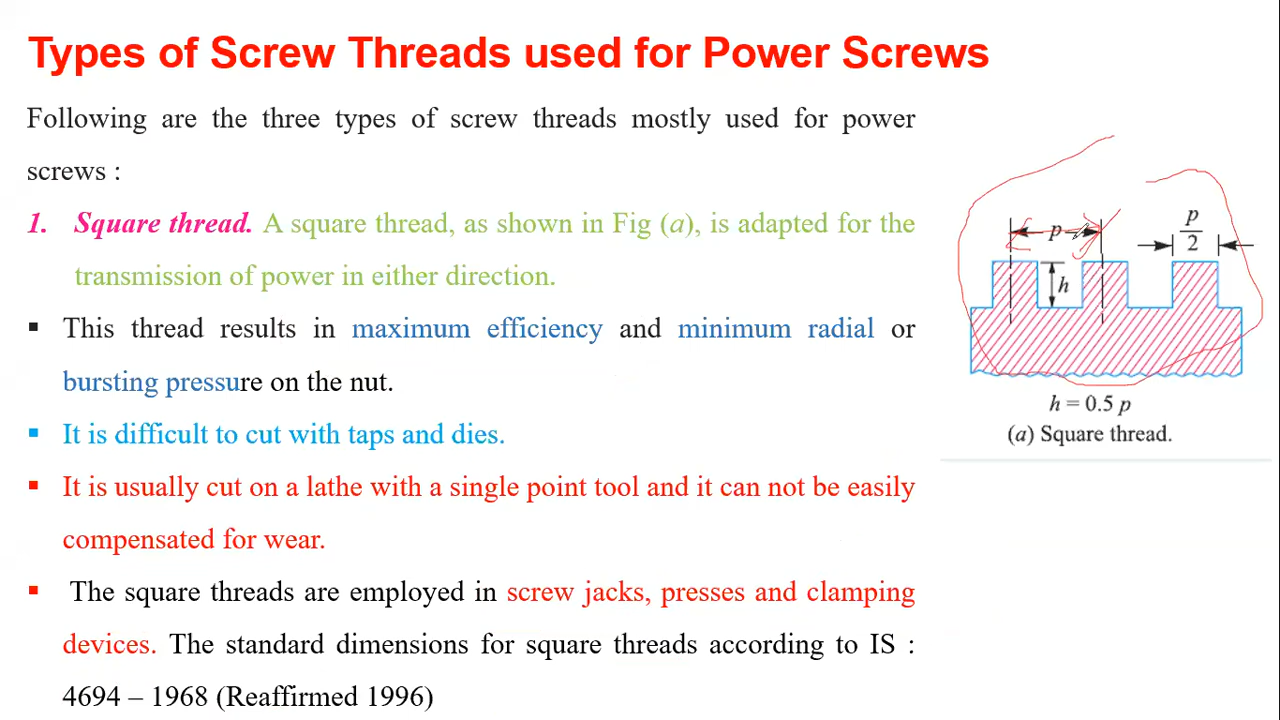 Types of Screw Threads used for Power Screws
Following are the three types of screw threads mostly used for power
screws :
1. Square thread. A square thread, as shown in Fig (a), is adapted for the
transmission of power in either direction.
▪ This thread results in maximum efficiency and minimum radial or
bursting pressure on the nut.
▪ It is difficult to cut with taps and dies.
▪ It is usually cut on a lathe with a single point tool and it can not be easily
compensated for wear.
▪ The square threads are employed in screw jacks, presses and clamping
devices. The standard dimensions for square threads according to IS :
4694 – 1968 (Reaffirmed 1996)
p
p
2
h
h = 0.5 p
(a) Square thread.